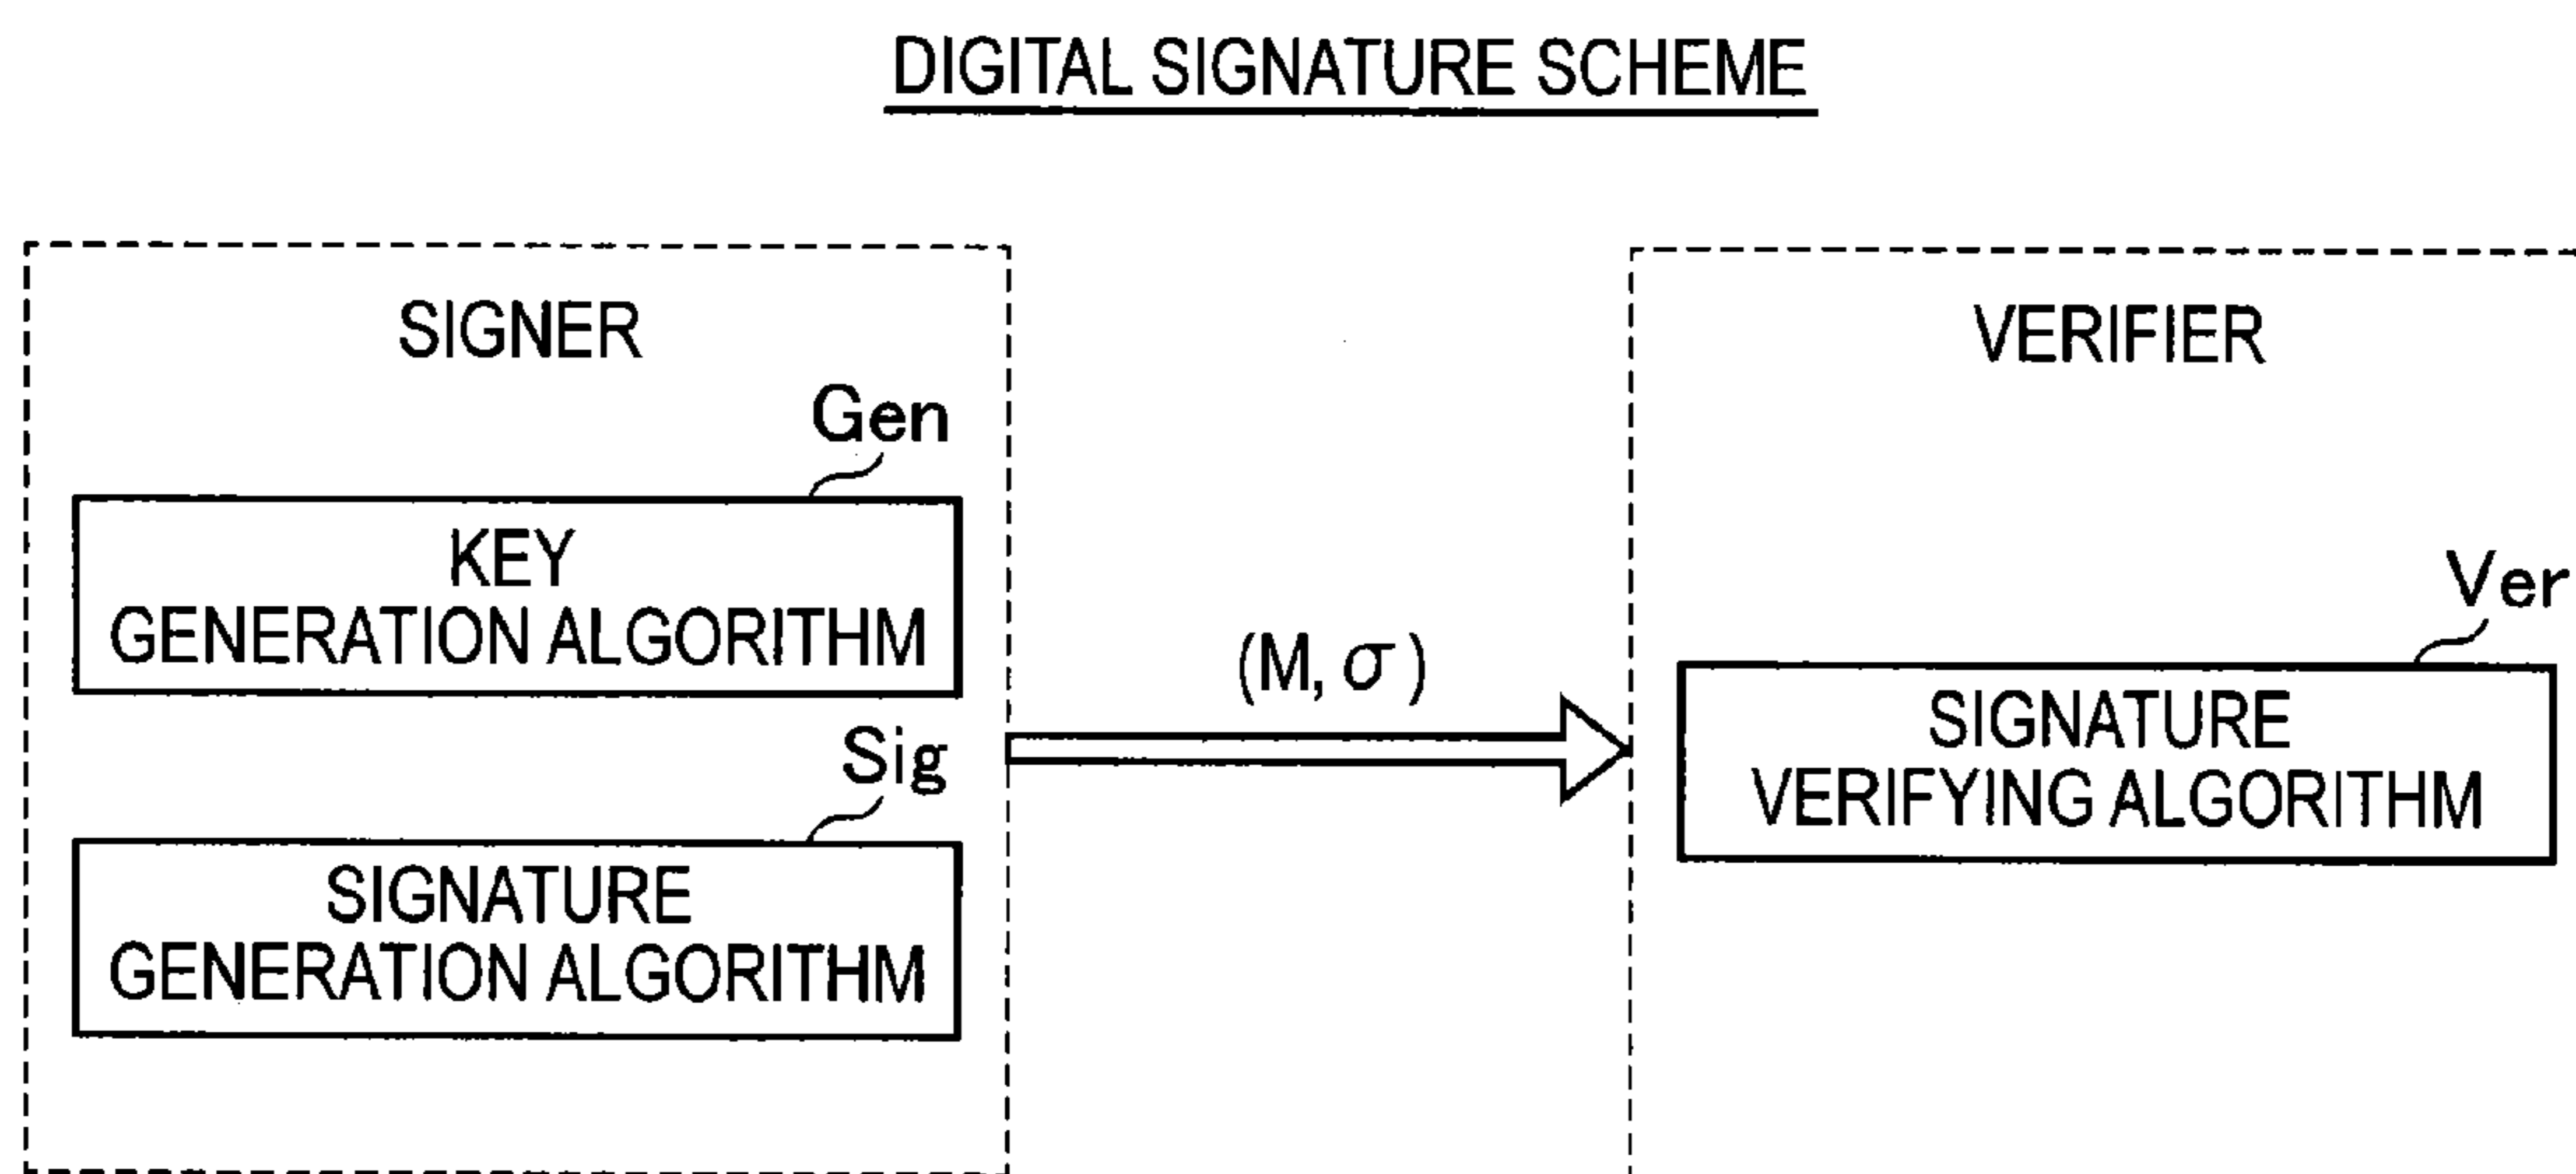 DIGITAL SIGNATURE SCHEME
SIGNER
Gen
KEY
GENERATION ALGORITHM
Sig
SIGNATURE
GENERATION ALGORITHM
(M, σ)
VERIFIER
Ver
SIGNATURE
VERIFYING ALGORITHM